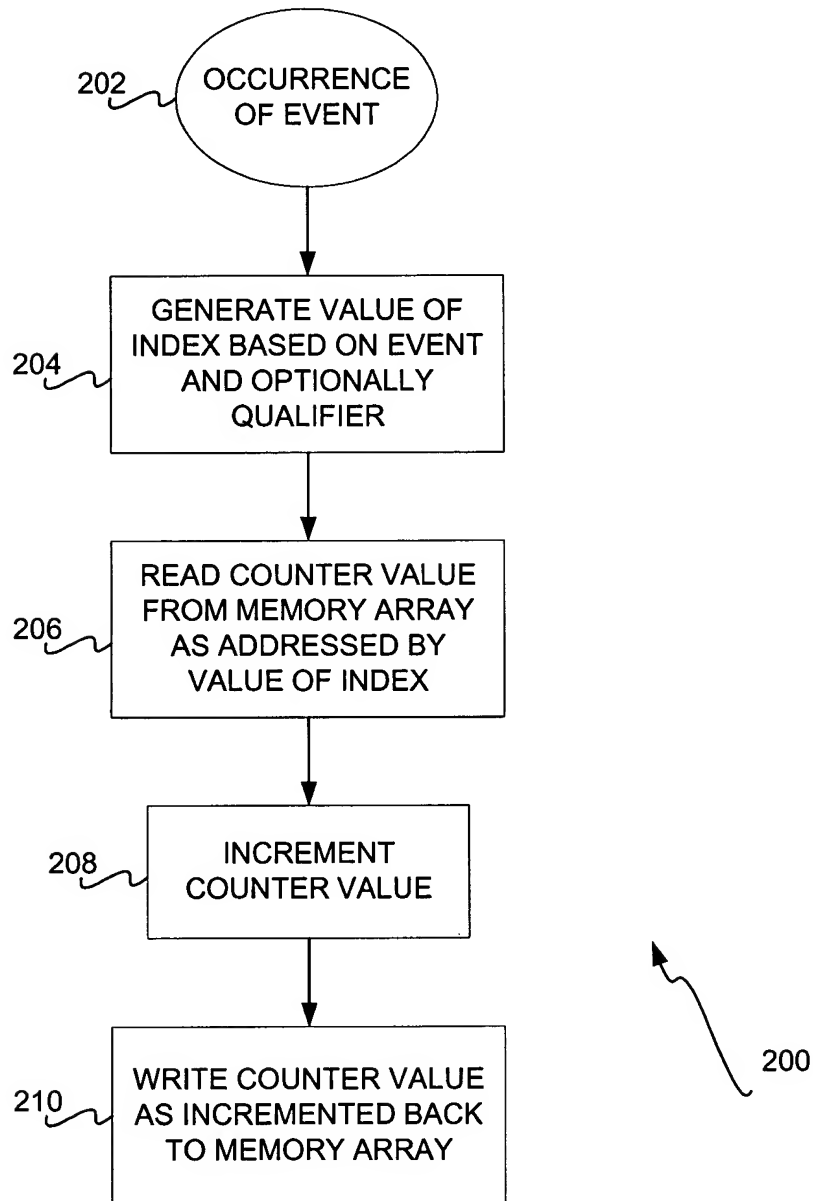 202
OCCURRENCE
OF EVENT
204
GENERATE VALUE OF
INDEX BASED ON EVENT
AND OPTIONALLY
QUALIFIER
206
READ COUNTER VALUE
FROM MEMORY ARRAY
AS ADDRESSED BY
VALUE OF INDEX
208
INCREMENT
COUNTER VALUE
210
WRITE COUNTER VALUE
AS INCREMENTED BACK
TO MEMORY ARRAY
200